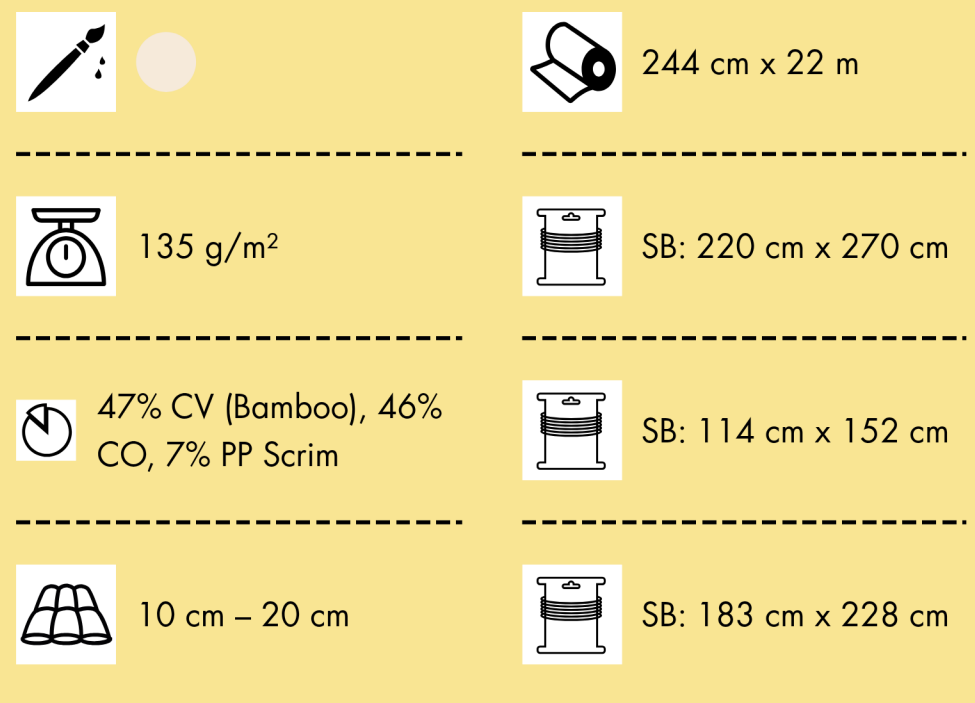 244 cm x 22 m
135 g/m²
SB: 220 cm x 270 cm
47% CV (Bamboo), 46%
CO, 7% PP Scrim
SB: 114 cm x 152 cm
10 cm – 20 cm
SB: 183 cm x 228 cm